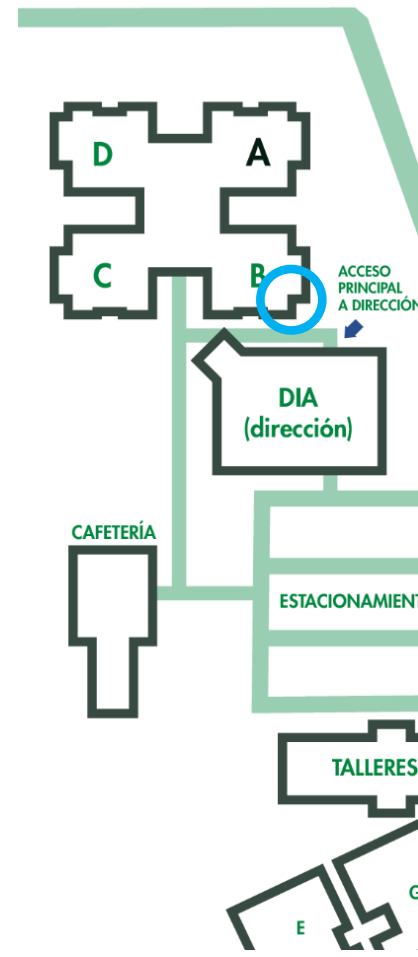 D
A
C
B
ACCESO
PRINCIPAL
A DIRECCIÓN
DIA
(dirección)
CAFETERÍA
ESTACIONAMIENT
TALLERES
G
E